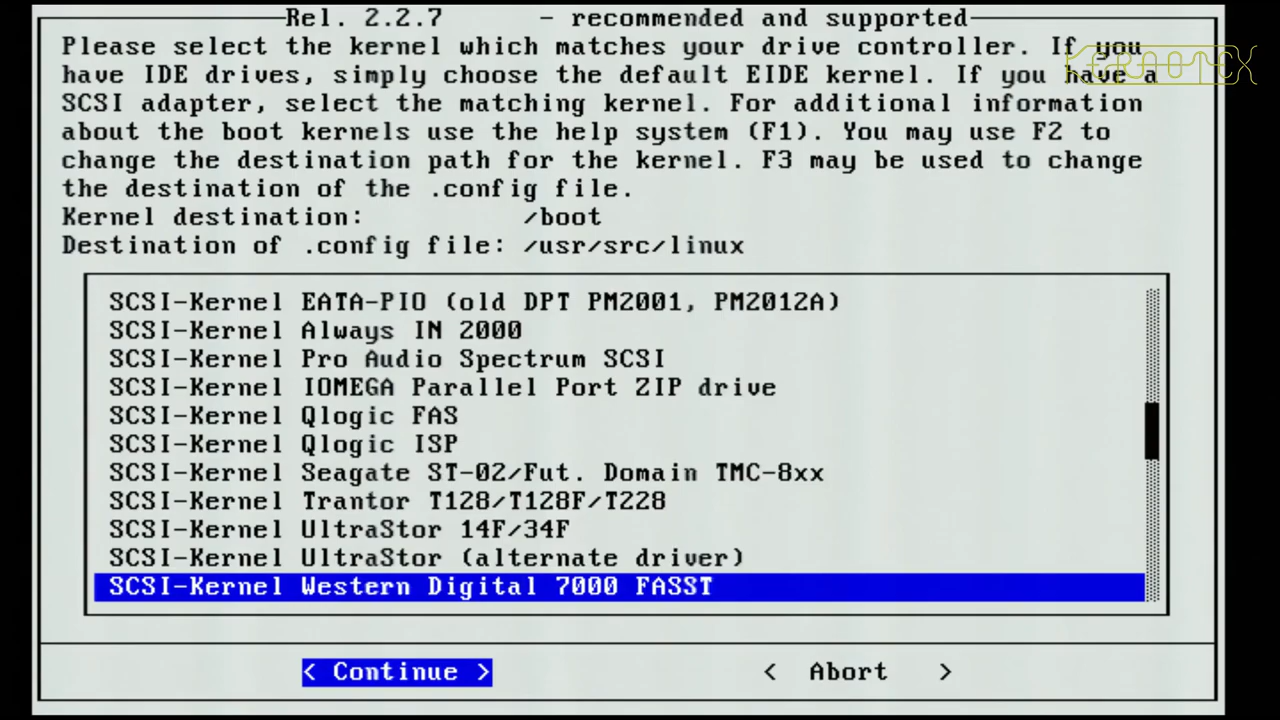 Rel. 2.2.7 - recommended and supported
Please select the kernel which matches your drive controller. If you
have IDE drives, simply choose the default EIDE kernel. If you have a
SCSI adapter, select the matching kernel. For additional information
about the boot kernels use the help system (F1). You may use F2 to
change the destination path for the kernel. F3 may be used to change
the destination of the .config file.
Kernel destination: /boot
Destination of .config file: /usr/src/linux
SCSI-Kernel EATA-PIO (old DPT PM2001, PM2012A)
SCSI-Kernel Always IN 2000
SCSI-Kernel Pro Audio Spectrum SCSI
SCSI-Kernel IOMEGA Parallel Port ZIP drive
SCSI-Kernel Qlogic FAS
SCSI-Kernel Qlogic ISP
SCSI-Kernel Seagate ST-02/Fut. Domain TMC-8xx
SCSI-Kernel Trantor T128/T128F/T228
SCSI-Kernel UltraStor 14F/34F
SCSI-Kernel UltraStor (alternate driver)
SCSI-Kernel Western Digital 7000 FASST
< Continue > < Abort >